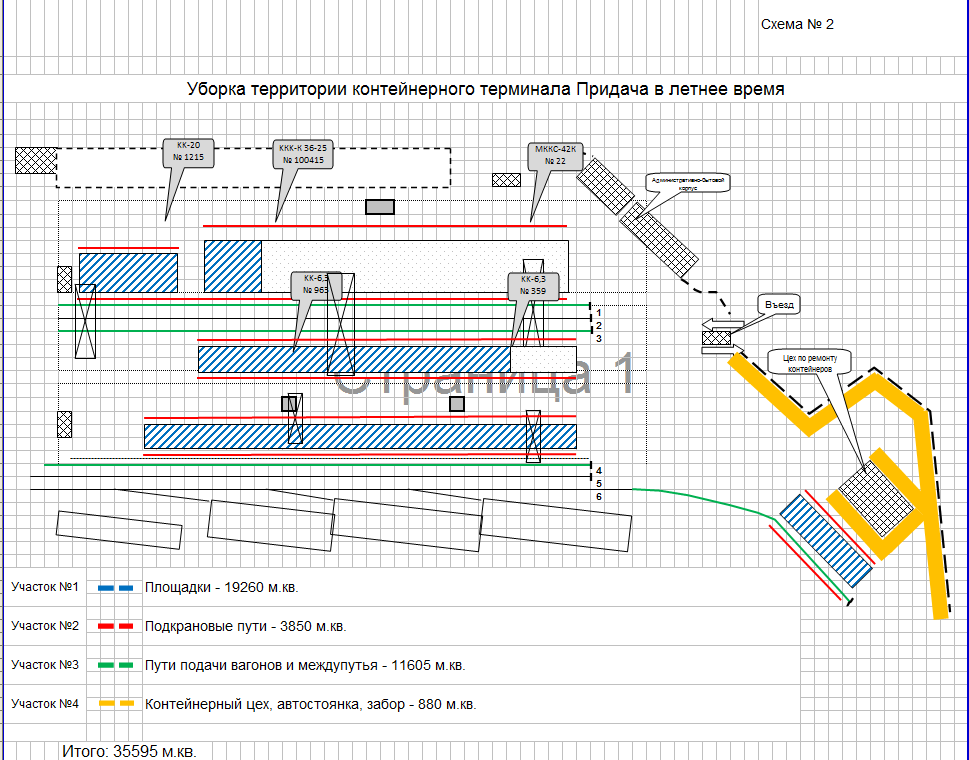 Схема № 2
Уборка территории контейнерного терминала Придача в летнее время
КК-20
№ 1215
ККК-К 36-25
№ 100415
МККС-42К
№ 22
Административно-бытовой
корпус
КК-6,3
№ 963
КК-6,3
№ 359
Въезд
1
2
3
Цех по ремонту
контейнеров
Страница 1
4
5
6
Участок №1 Площадки - 19260 м.кв.
Участок №2 Подкрановые пути - 3850 м.кв.
Участок №3 Пути подачи вагонов и междупутья - 11605 м.кв.
Участок №4 Контейнерный цех, автостоянка, забор - 880 м.кв.
Итого: 35595 м.кв.